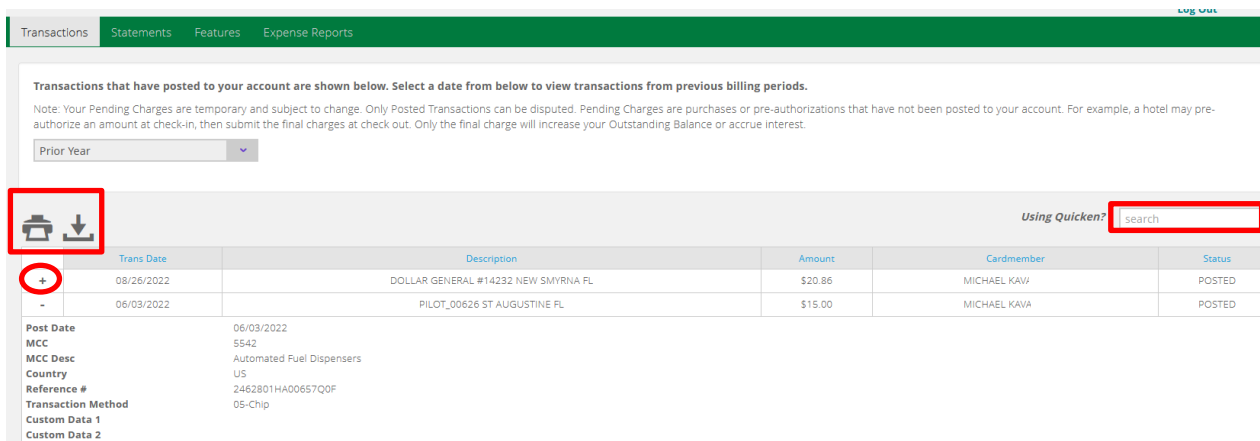 Log Out
Transactions Statements Features Expense Reports
Transactions that have posted to your account are shown below. Select a date from below to view transactions from previous billing periods.
Note: Your Pending Charges are temporary and subject to change. Only Posted Transactions can be disputed. Pending Charges are purchases or pre-authorizations that have not been posted to your account. For example, a hotel may pre-
authorize an amount at check-in, then submit the final charges at check out. Only the final charge will increase your Outstanding Balance or accrue interest.
Prior Year
Using Quicken? search
Trans Date Description Amount Cardmember Status
+ 08/26/2022 DOLLAR GENERAL #14232 NEW SMYRNA FL $20.86 MICHAEL KAVA POSTED
- 06/03/2022 PILOT_00626 ST AUGUSTINE FL $15.00 MICHAEL KAVA POSTED
Post Date 06/03/2022
MCC 5542
MCC Desc Automated Fuel Dispensers
Country US
Reference # 2462801HA00657Q0F
Transaction Method 05-Chip
Custom Data 1
Custom Data 2